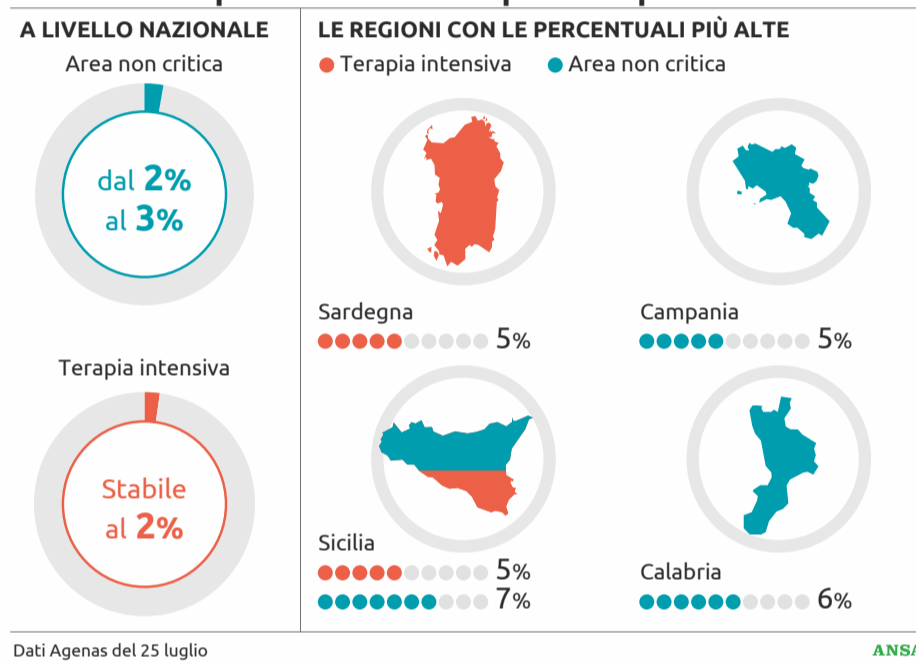 A LIVELLO NAZIONALE
Area non critica
dal 2%
al 3%
Terapia intensiva
Stabile
al 2%
LE REGIONI CON LE PERCENTUALI PIÙ ALTE
Terapia intensiva
Area non critica
Sardegna
5%
Campania
5%
Sicilia
5%
7%
Calabria
6%
Dati Agenas del 25 luglio
ANSA